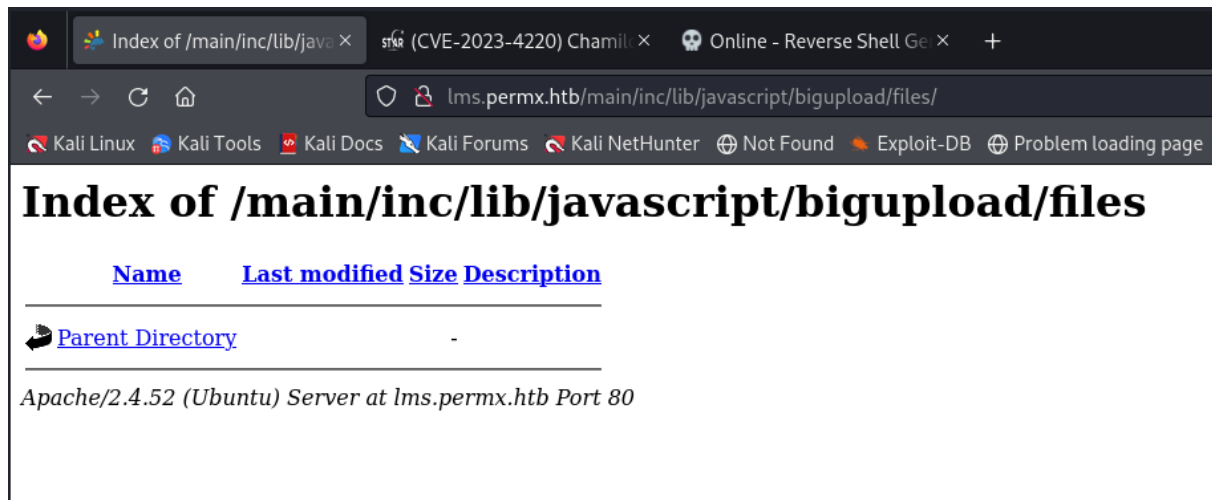 Index of /main/inc/lib/java
(CVE-2023-4220) Chamil
Online - Reverse Shell Ge
lms.permx.htb/main/inc/lib/javascript/bigupload/files/
Kali Linux Kali Tools Kali Docs Kali Forums Kali NetHunter Not Found Exploit-DB Problem loading page
Index of /main/inc/lib/javascript/bigupload/files
Name Last modified Size Description
Parent Directory -
Apache/2.4.52 (Ubuntu) Server at lms.permx.htb Port 80